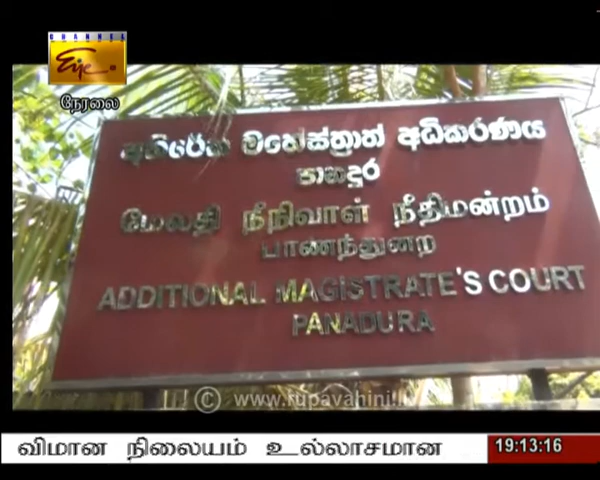 CHANNEL
Eye
நேரலை
අතිරේක මහේස්ත්‍රාත් අධිකරණය
පානදුර
மேலதி நீநிவாள் நீதிமன்றம்
பாணந்துறை
ADDITIONAL MAGISTRATE'S COURT
PANADURA
© www.rupavahini.l
விமான நிலையம் உல்லாசமான
19:13:16